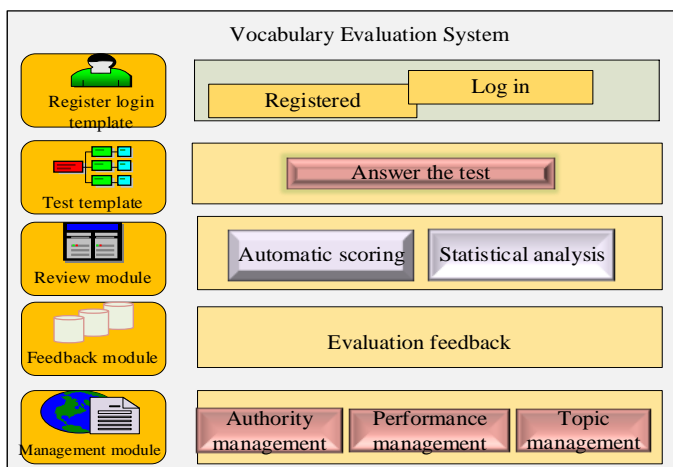 Vocabulary Evaluation System
Register login
template
Registered
Log in
Test template
Answer the test
Review module
Automatic scoring
Statistical analysis
Feedback module
Evaluation feedback
Management module
Authority
management
Performance
management
Topic
management